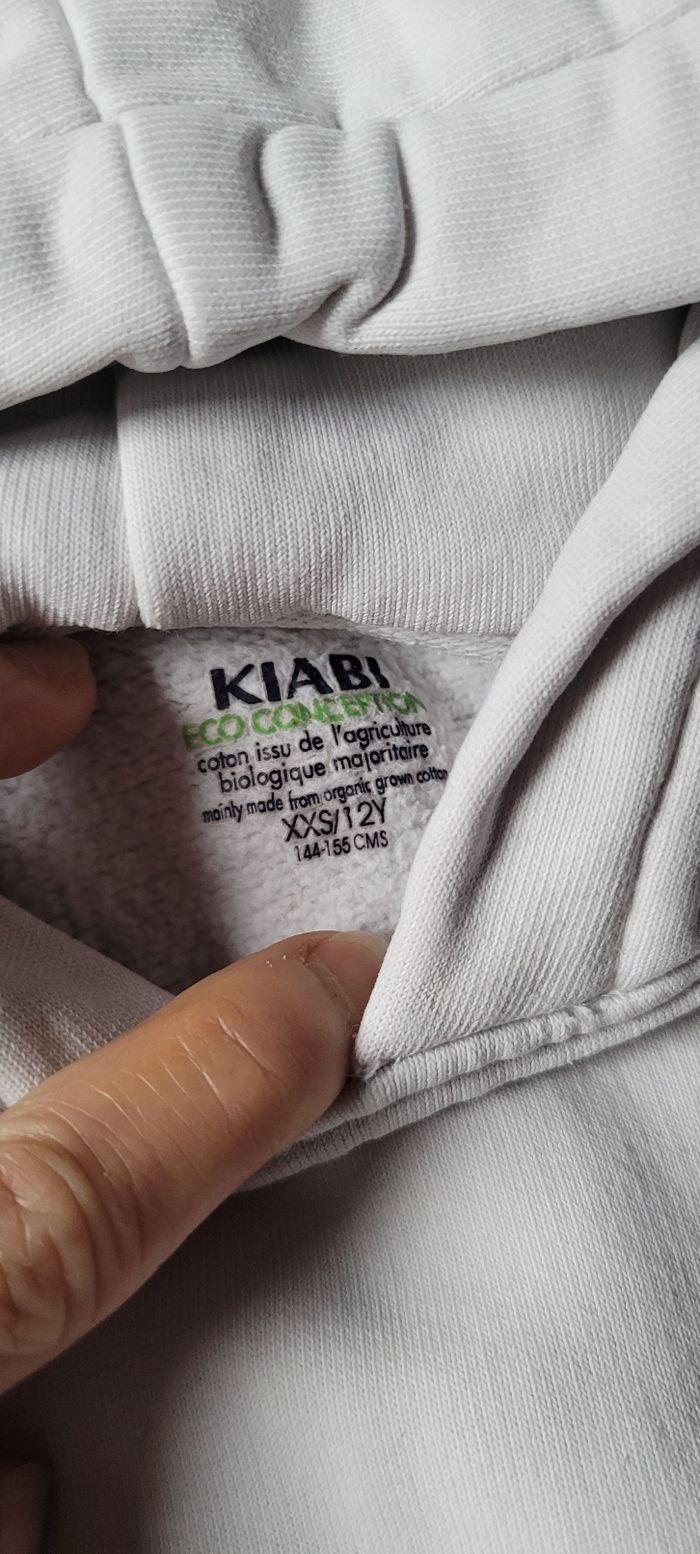 KIABI
ECO CONCEPTION
coton issu de l'agriculture
biologique majoritaire
mainly made from organic grown cotton
XXS/12Y
144-155 CMS